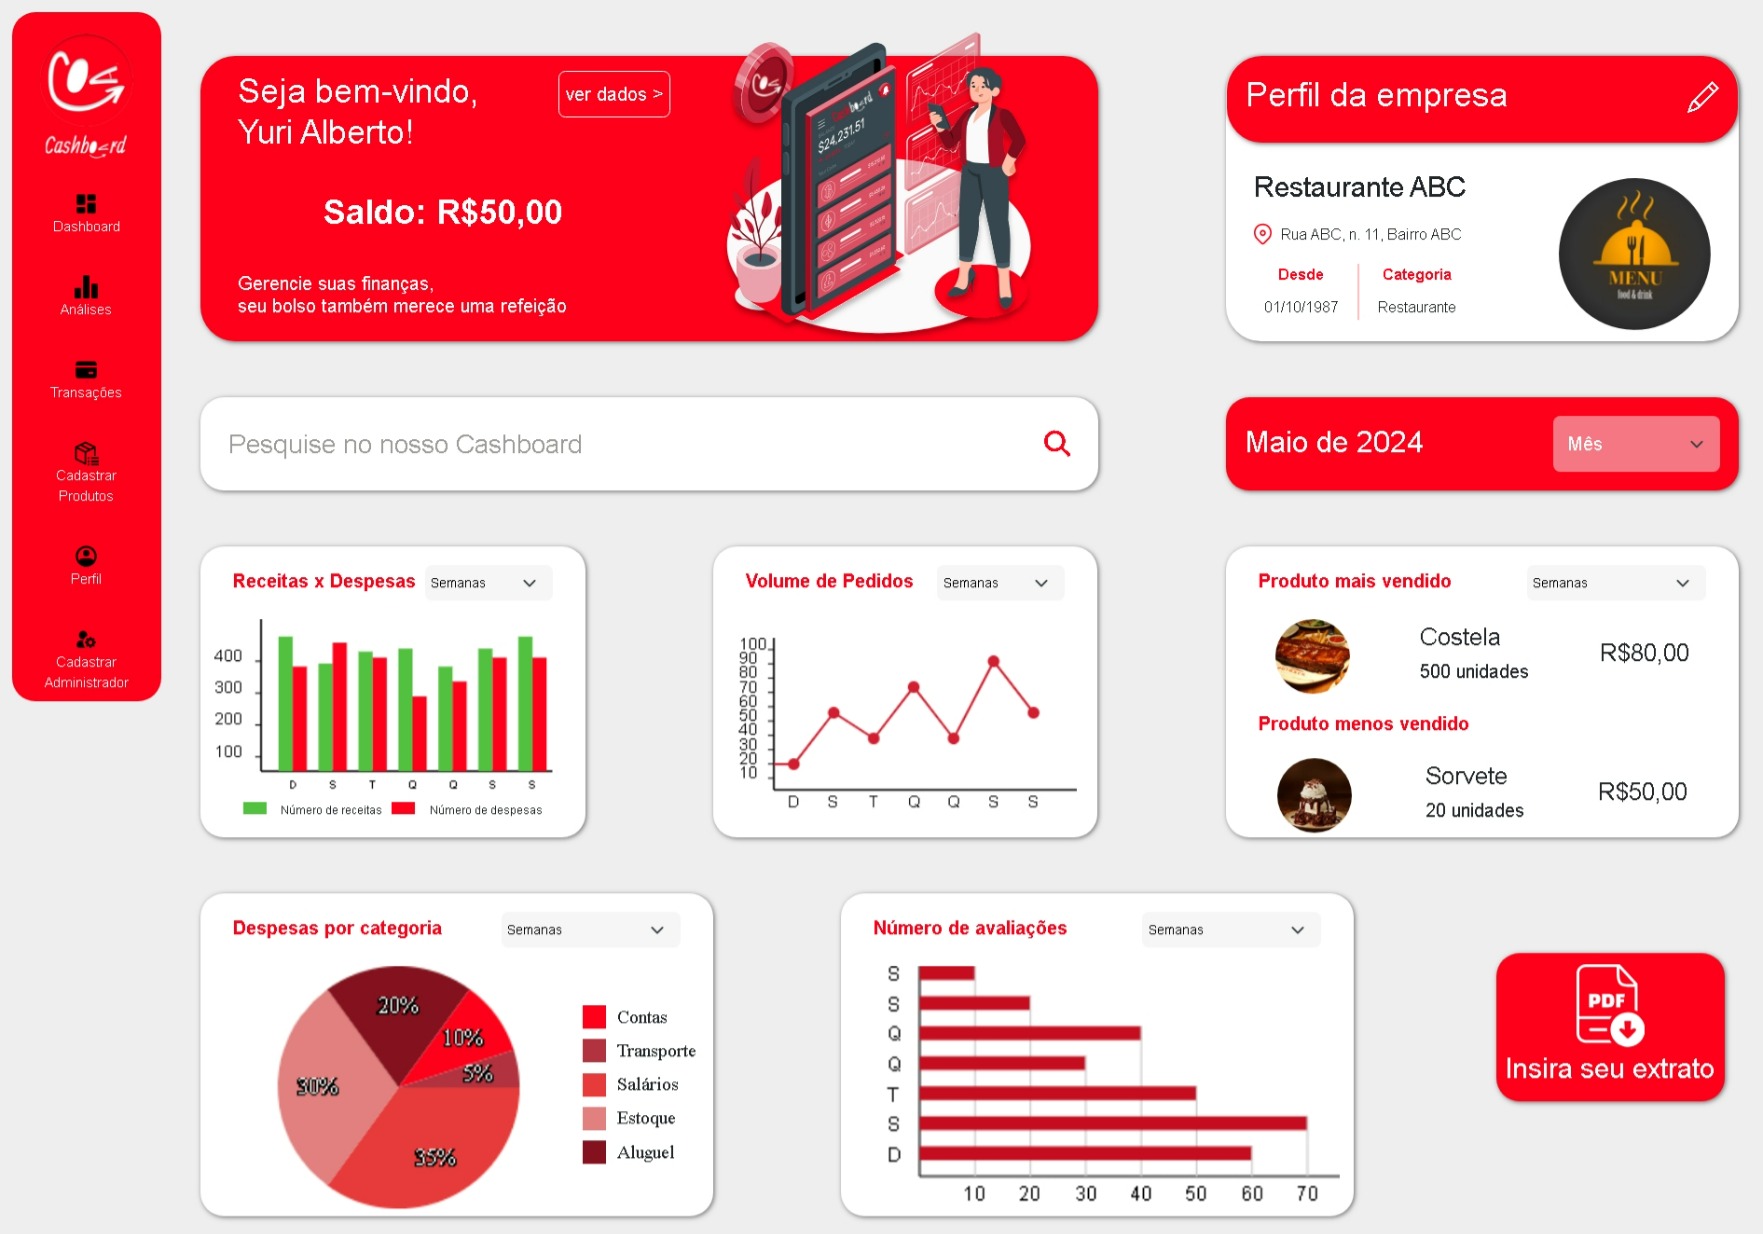 Cashboard
Dashboard
Análises
Transações
Cadastrar
Produtos
Perfil
Cadastrar
Administrador
Seja bem-vindo,
Yuri Alberto!
ver dados >
Saldo: R$50,00
Gerencie suas finanças,
seu bolso também merece uma refeição
Cashboard
$24,231.51
Perfil da empresa
Restaurante ABC
Rua ABC, n. 11, Bairro ABC
Desde
Categoria
01/10/1987
Restaurante
MENU
food & drink
Pesquise no nosso Cashboard
Maio de 2024
Mês
Receitas x Despesas
Semanas
400
300
200
100
D S T Q Q S S
Número de receitas
Número de despesas
Volume de Pedidos
Semanas
100
90
80
70
60
50
40
30
20
10
D S T Q Q S S
Produto mais vendido
Semanas
Costela
500 unidades
R$80,00
Produto menos vendido
Sorvete
20 unidades
R$50,00
Despesas por categoria
Semanas
20%
10%
5%
30%
35%
Contas
Transporte
Salários
Estoque
Aluguel
Número de avaliações
Semanas
S
S
Q
Q
T
S
D
10 20 30 40 50 60 70
PDF
Insira seu extrato